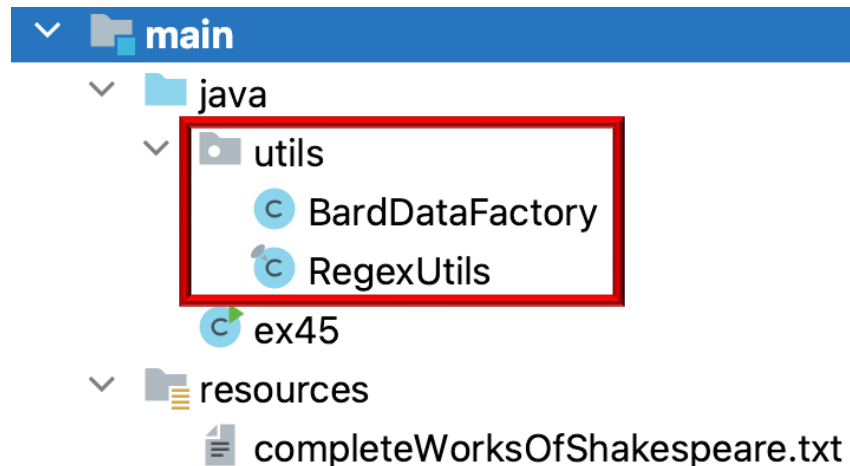 main
java
utils
C BardDataFactory
C RegexUtils
C ex45
resources
completeWorksOfShakespeare.txt